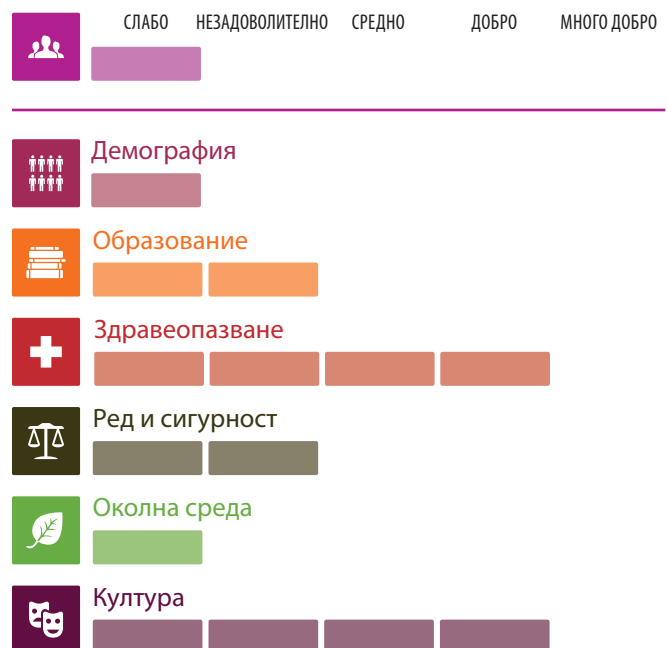 СЛАБО НЕЗАДОВОЛИТЕЛНО СРЕДНО ДОБРО МНОГО ДОБРО
Демография
Образование
Здравеопазване
Ред и сигурност
Околна среда
Култура